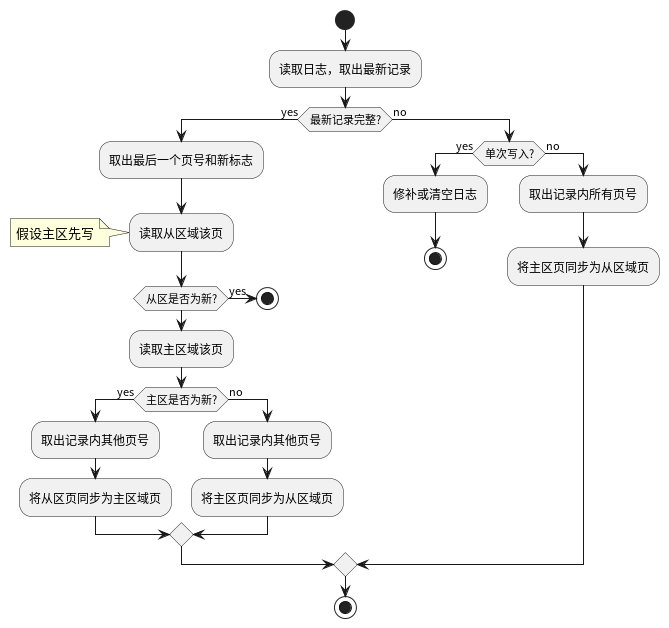 读取日志，取出最新记录
最新记录完整?
yes
no
取出最后一个页号和新标志
读取从区域该页
假设主区先写
从区是否为新?
yes
读取主区域该页
主区是否为新?
yes
no
取出记录内其他页号
取出记录内其他页号
将从区页同步为主区域页
将主区页同步为从区域页
单次写入?
yes
no
修补或清空日志
取出记录内所有页号
将主区页同步为从区域页